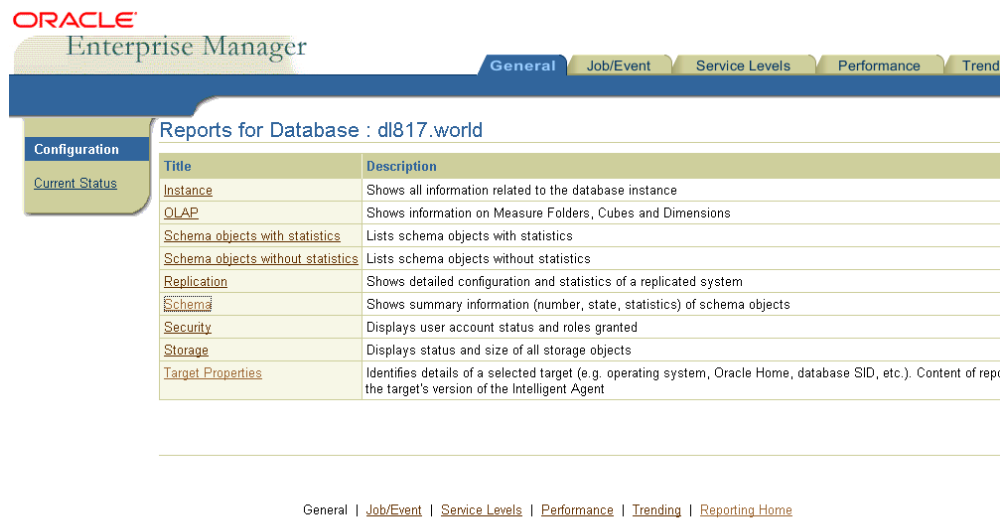 ORACLE
Enterprise Manager
General Job/Event Service Levels Performance Trend
Configuration
Current Status
Reports for Database : dl817.world
Title Description
Instance Shows all information related to the database instance
OLAP Shows information on Measure Folders, Cubes and Dimensions
Schema objects with statistics Lists schema objects with statistics
Schema objects without statistics Lists schema objects without statistics
Replication Shows detailed configuration and statistics of a replicated system
Schema Shows summary information (number, state, statistics) of schema objects
Security Displays user account status and roles granted
Storage Displays status and size of all storage objects
Target Properties Identifies details of a selected target (e.g. operating system, Oracle Home, database SID, etc.). Content of repo
the target's version of the Intelligent Agent
General | Job/Event | Service Levels | Performance | Trending | Reporting Home